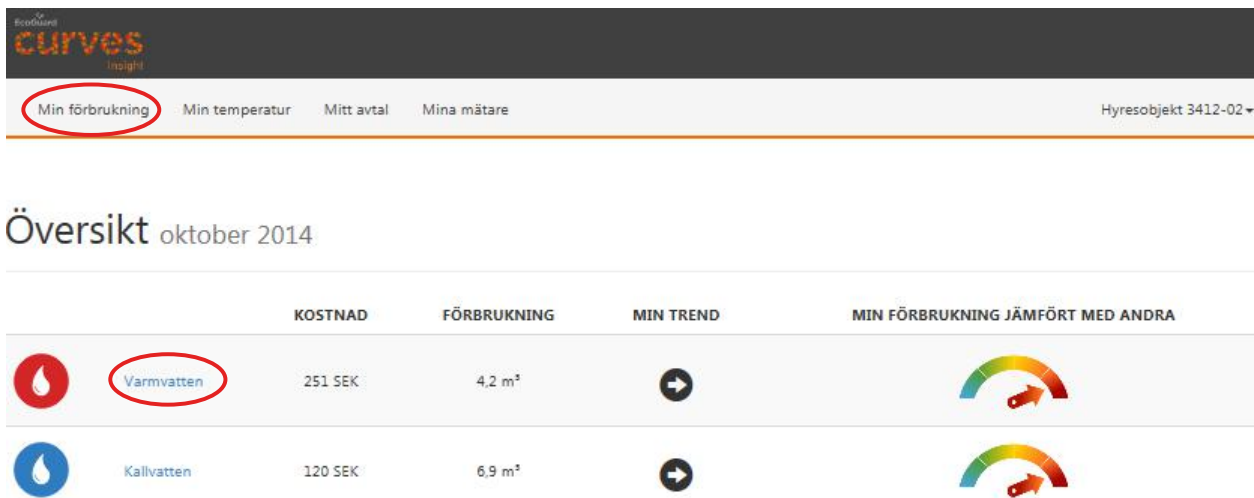 EcoGuard
curves
Insight
Min förbrukning Min temperatur Mitt avtal Mina mätare Hyresobjekt 3412-02
Översikt oktober 2014
KOSTNAD FÖRBRUKNING MIN TREND MIN FÖRBRUKNING JÄMFÖRT MED ANDRA
Varmvatten 251 SEK 4,2 m³
Kallvatten 120 SEK 6,9 m³